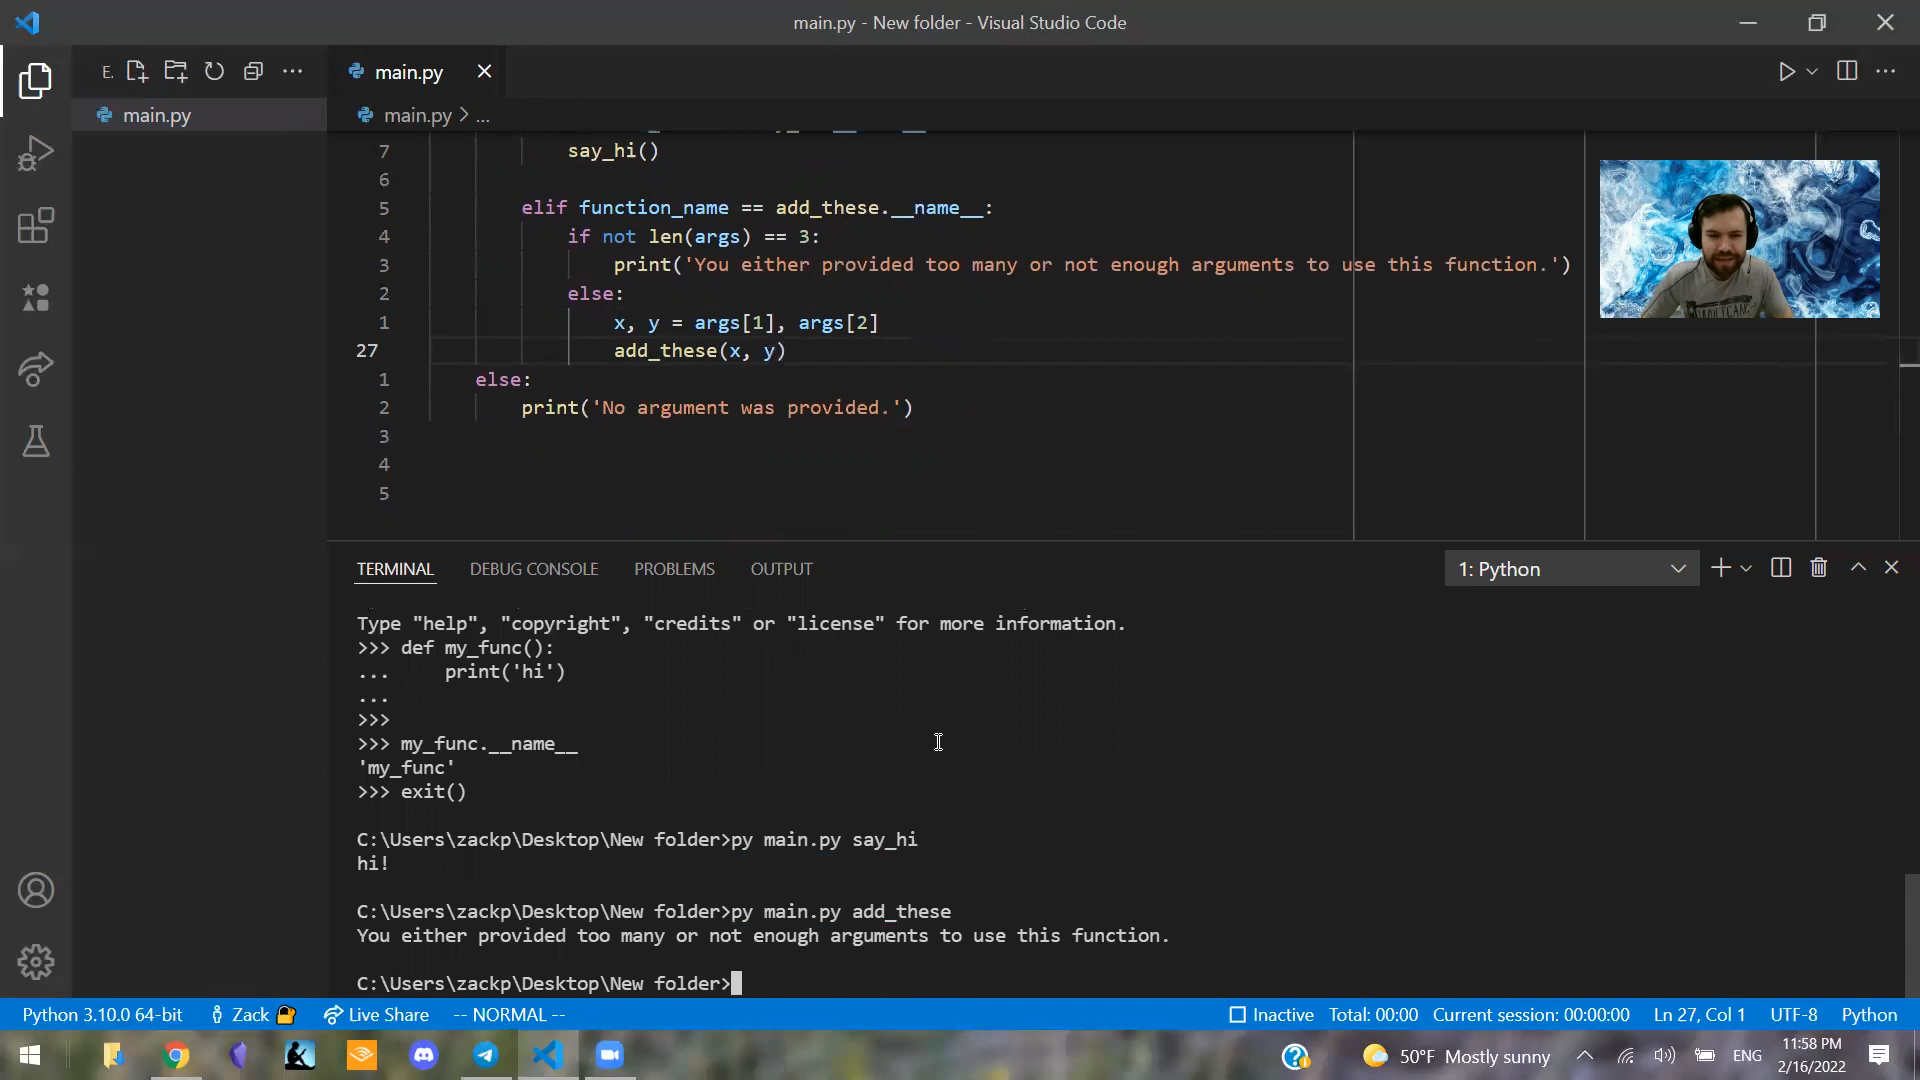 main.py - New folder - Visual Studio Code
E.
main.py
main.py
main.py > ...
7 say_hi()
6
5 elif function_name == add_these.__name__:
4 if not len(args) == 3:
3 print('You either provided too many or not enough arguments to use this function.')
2 else:
1 x, y = args[1], args[2]
27 add_these(x, y)
1 else:
2 print('No argument was provided.')
3
4
5
TERMINAL DEBUG CONSOLE PROBLEMS OUTPUT 1: Python
Type "help", "copyright", "credits" or "license" for more information.
>>> def my_func():
... print('hi')
...
>>>
>>> my_func.__name__
'my_func'
>>> exit()
C:\Users\zackp\Desktop\New folder>py main.py say_hi
hi!
C:\Users\zackp\Desktop\New folder>py main.py add_these
You either provided too many or not enough arguments to use this function.
C:\Users\zackp\Desktop\New folder>
Python 3.10.0 64-bit Zack Live Share -- NORMAL -- Inactive Total: 00:00 Current session: 00:00:00 Ln 27, Col 1 UTF-8 Python
50°F Mostly sunny ENG 11:58 PM
2/16/2022